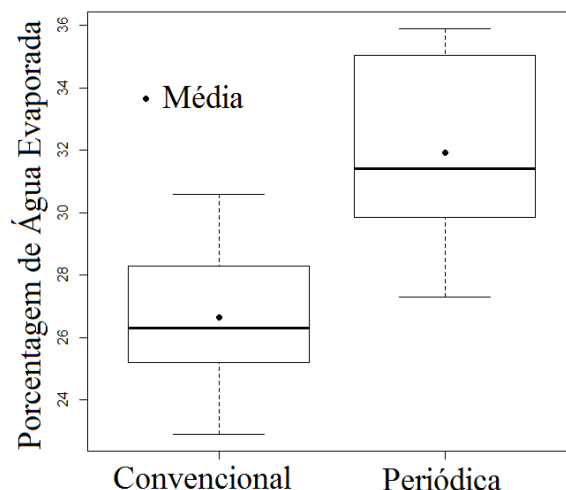 Porcentagem de Água Evaporada
36
34
32
30
28
26
24
Média
Convencional
Periódica